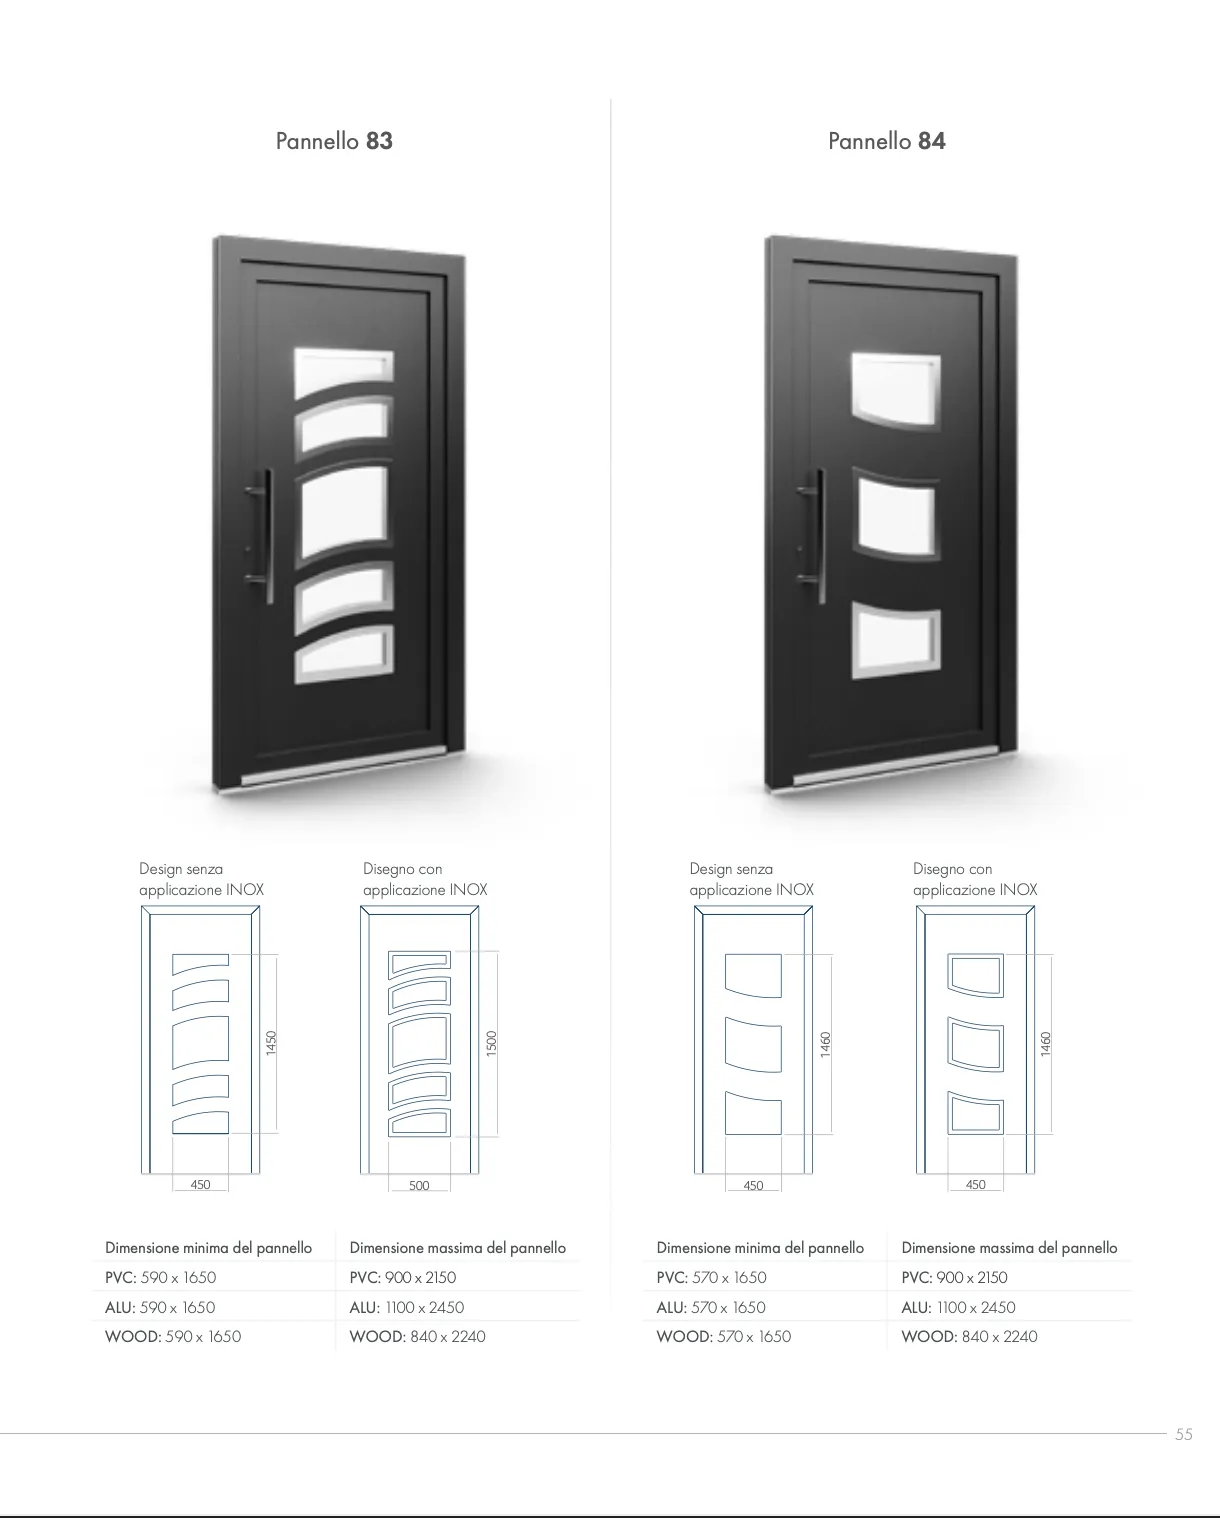 Pannello 83
Design senza
applicazione INOX
Disegno con
applicazione INOX
1450
450
1500
500
Dimensione minima del pannello
PVC: 590 x 1650
ALU: 590 x 1650
WOOD: 590 x 1650
Dimensione massima del pannello
PVC: 900 x 2150
ALU: 1100 x 2450
WOOD: 840 x 2240
Pannello 84
Design senza
applicazione INOX
Disegno con
applicazione INOX
1460
450
1460
450
Dimensione minima del pannello
PVC: 570 x 1650
ALU: 570 x 1650
WOOD: 570 x 1650
Dimensione massima del pannello
PVC: 900 x 2150
ALU: 1100 x 2450
WOOD: 840 x 2240
55